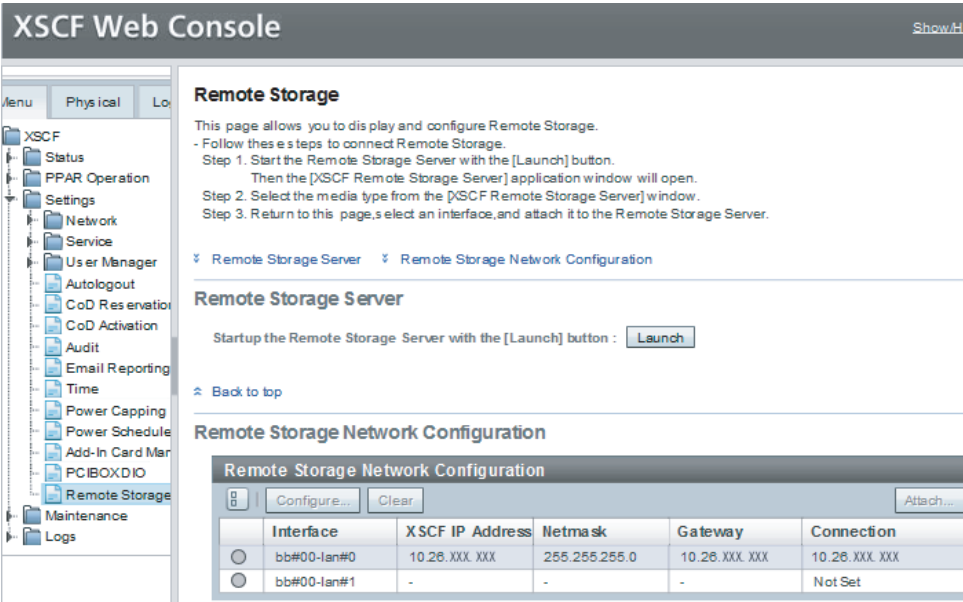 XSCF Web Console
Show/H
Menu
Physical
Lo
XSCF
Status
PPAR Operation
Settings
Network
Service
User Manager
Autologout
CoD Reservation
CoD Activation
Audit
Email Reporting
Time
Power Capping
Power Schedule
Add-In Card Man
PCIBOXDIO
Remote Storage
Maintenance
Logs
Remote Storage
This page allows you to display and configure Remote Storage.
- Follow these steps to connect Remote Storage.
Step 1. Start the Remote Storage Server with the [Launch] button.
Then the [XSCF Remote Storage Server] application window will open.
Step 2. Select the media type from the [XSCF Remote Storage Server] window.
Step 3. Return to this page,select an interface,and attach it to the Remote Storage Server.
Remote Storage Server Remote Storage Network Configuration
Remote Storage Server
Startup the Remote Storage Server with the [Launch] button : Launch
Back to top
Remote Storage Network Configuration
Remote Storage Network Configuration
Configure... Clear Attach...
Interface XSCF IP Address Netmask Gateway Connection
bb#00-lan#0 10.26.XXX.XXX 255.255.255.0 10.26.XXX.XXX 10.26.XXX.XXX
bb#00-lan#1 - - - Not Set